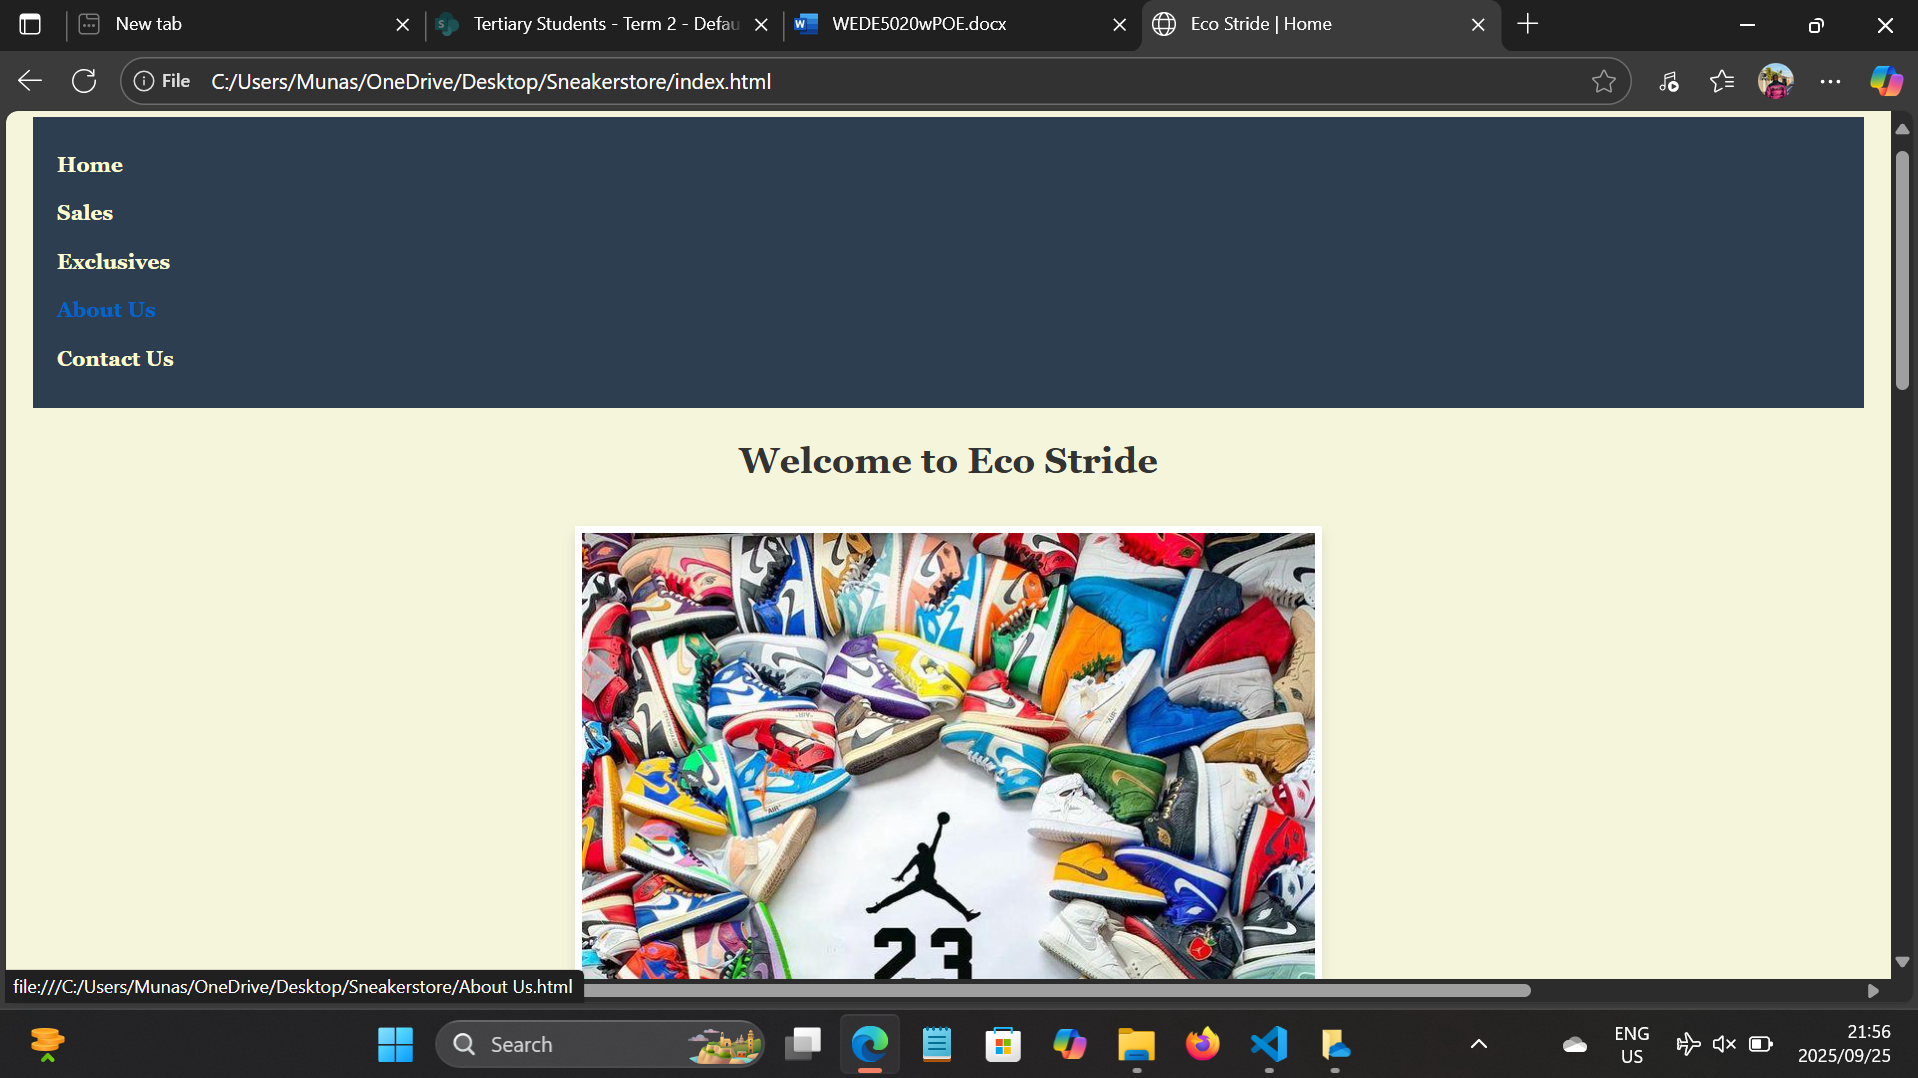 New tab
Tertiary Students - Term 2 - Defau
WEDE5020wPOE.docx
Eco Stride | Home
File C:/Users/Munas/OneDrive/Desktop/Sneakerstore/index.html
Home
Sales
Exclusives
About Us
Contact Us
Welcome to Eco Stride
23
file:///C:/Users/Munas/OneDrive/Desktop/Sneakerstore/About Us.html
Search
ENG
US
21:56
2025/09/25